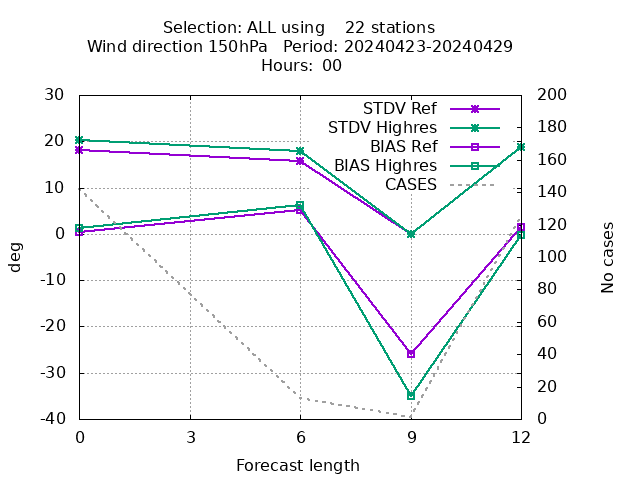 Selection: ALL using    22 stations
Wind direction 150hPa   Period: 20240423-20240429
Hours: 00
STDV Ref
STDV Highres
BIAS Ref
BIAS Highres
CASES
30
20
10
0
-10
-20
-30
-40
deg
200
180
160
140
120
100
80
60
40
20
0
No cases
0 3 6 9 12
Forecast length